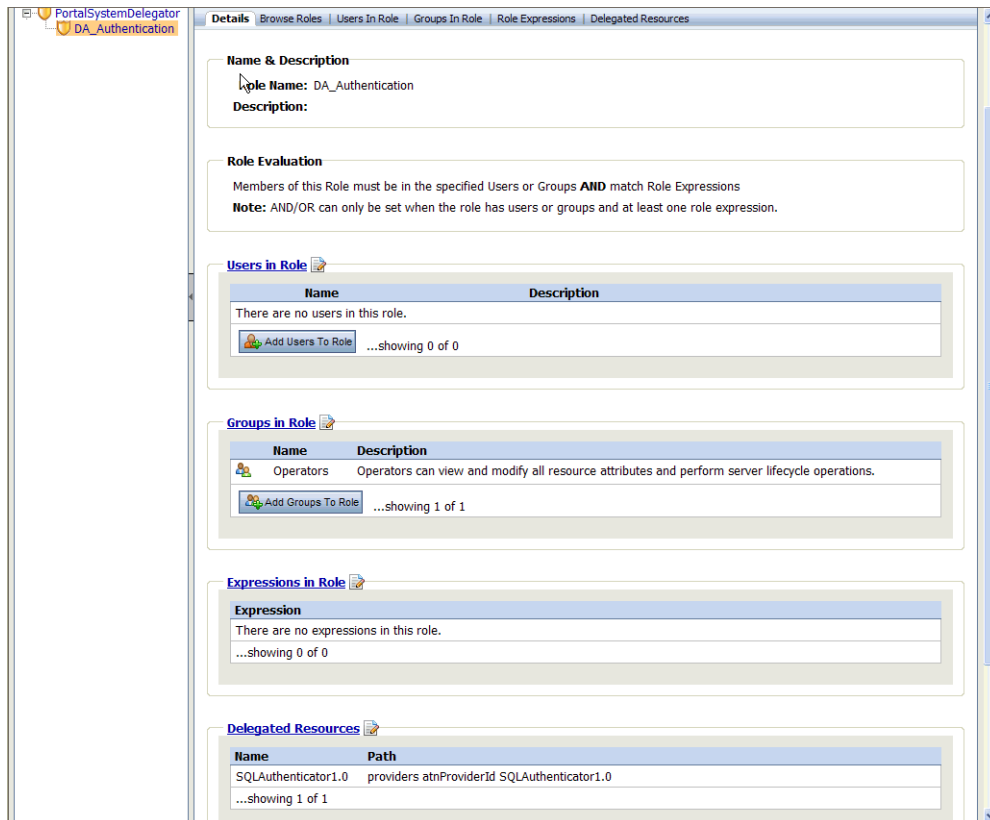 PortalSystemDelegator
DA_Authentication
Details Browse Roles | Users In Role | Groups In Role | Role Expressions | Delegated Resources
Name & Description
Role Name: DA_Authentication
Description:
Role Evaluation
Members of this Role must be in the specified Users or Groups AND match Role Expressions
Note: AND/OR can only be set when the role has users or groups and at least one role expression.
Users in Role
Name Description
There are no users in this role.
Add Users To Role ...showing 0 of 0
Groups in Role
Name Description
Operators Operators can view and modify all resource attributes and perform server lifecycle operations.
Add Groups To Role ...showing 1 of 1
Expressions in Role
Expression
There are no expressions in this role.
...showing 0 of 0
Delegated Resources
Name Path
SQLAuthenticator1.0 providers atnProviderId SQLAuthenticator1.0
...showing 1 of 1